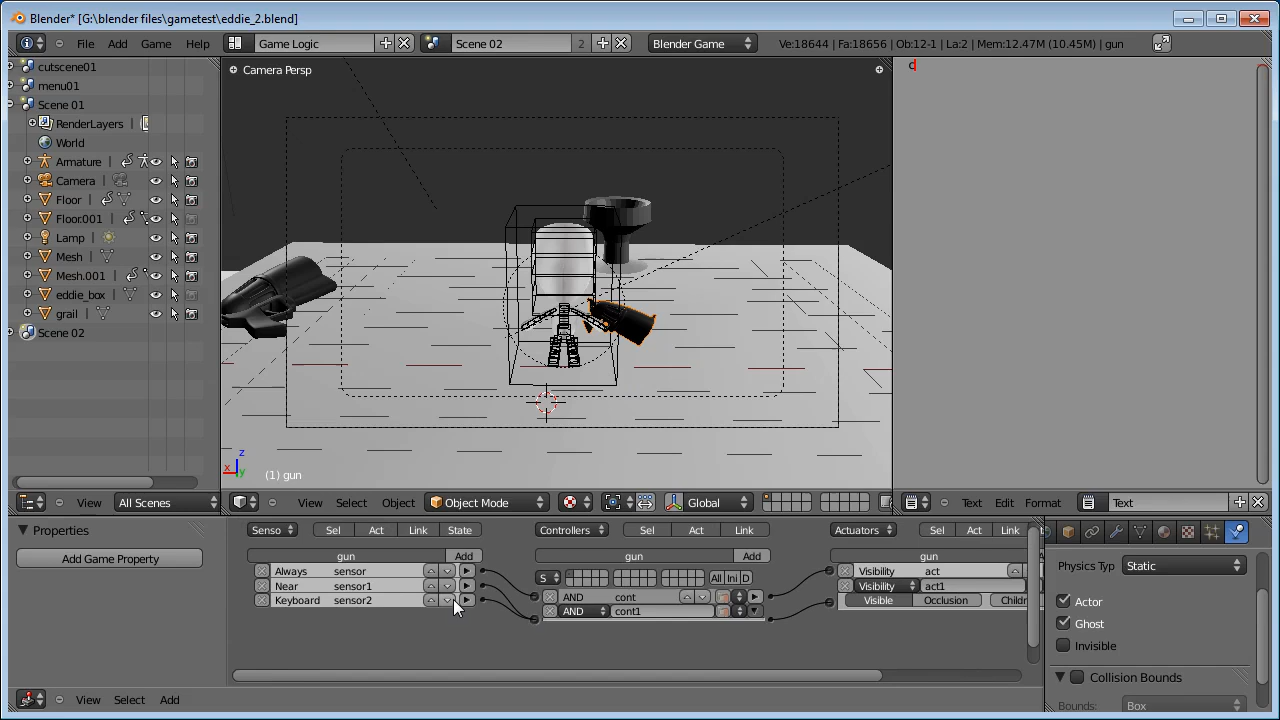 Blender* [G:\blender files\gametest\eddie_2.blend]
File Add Game Help Game Logic Scene 02 2 Blender Game Ve:18644 | Fa:18656 | Ob:12-1 | La:2 | Mem:12.47M (10.45M) | gun
cutscene01
menu01
Scene 01
RenderLayers |
World
Armature |
Camera |
Floor |
Floor.001
Lamp |
Mesh |
Mesh.001
eddie_box
grail
Scene 02
Camera Persp
z
x y
(1) gun
c
View All Scenes
View Select Object Object Mode Global
Text Edit Format Text
Properties
Add Game Property
Senso Sel Act Link State
gun Add
Always sensor
Near sensor1
Keyboard sensor2
Controllers Sel Act Link
gun Add
S All Ini D
AND cont
AND cont1
Actuators Sel Act Link
gun
Visibility act
Visibility act1
Visible Occlusion Childr
Physics Typ Static
Actor
Ghost
Invisible
Collision Bounds
Bounds: Box
View Select Add